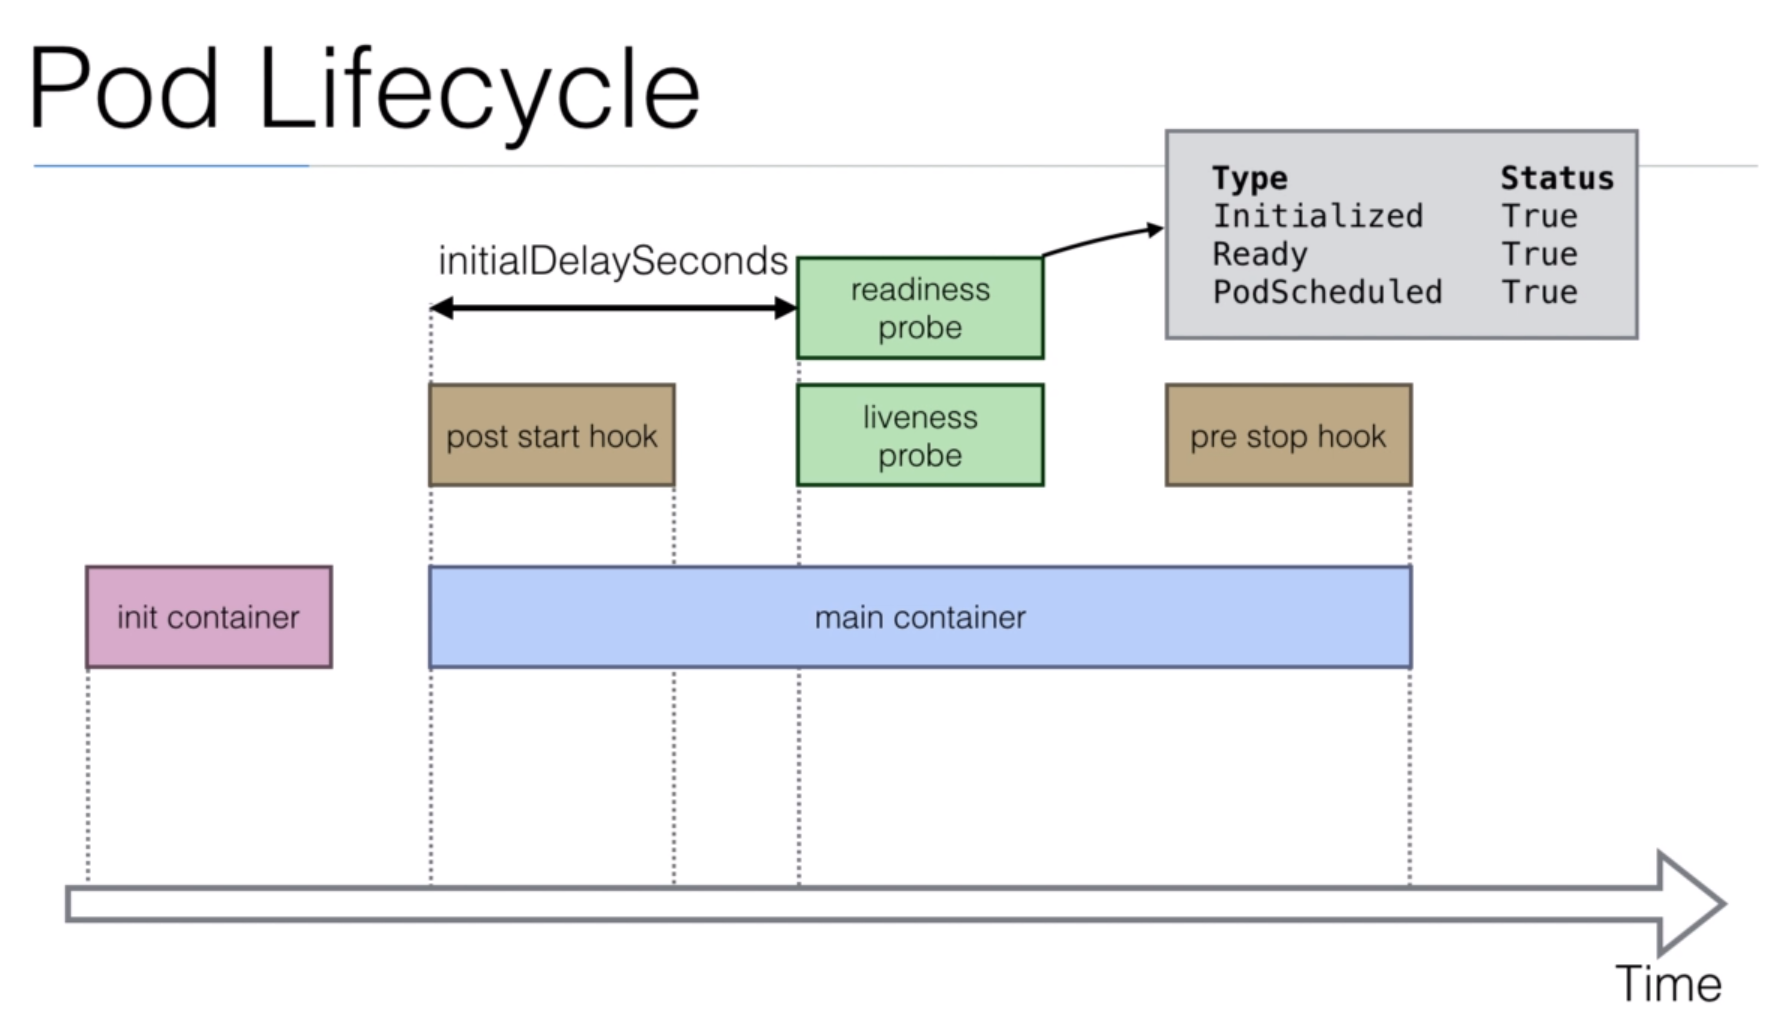 Pod Lifecycle
Type Status
Initialized True
Ready True
PodScheduled True
initialDelaySeconds
readiness
probe
post start hook
liveness
probe
pre stop hook
init container
main container
Time